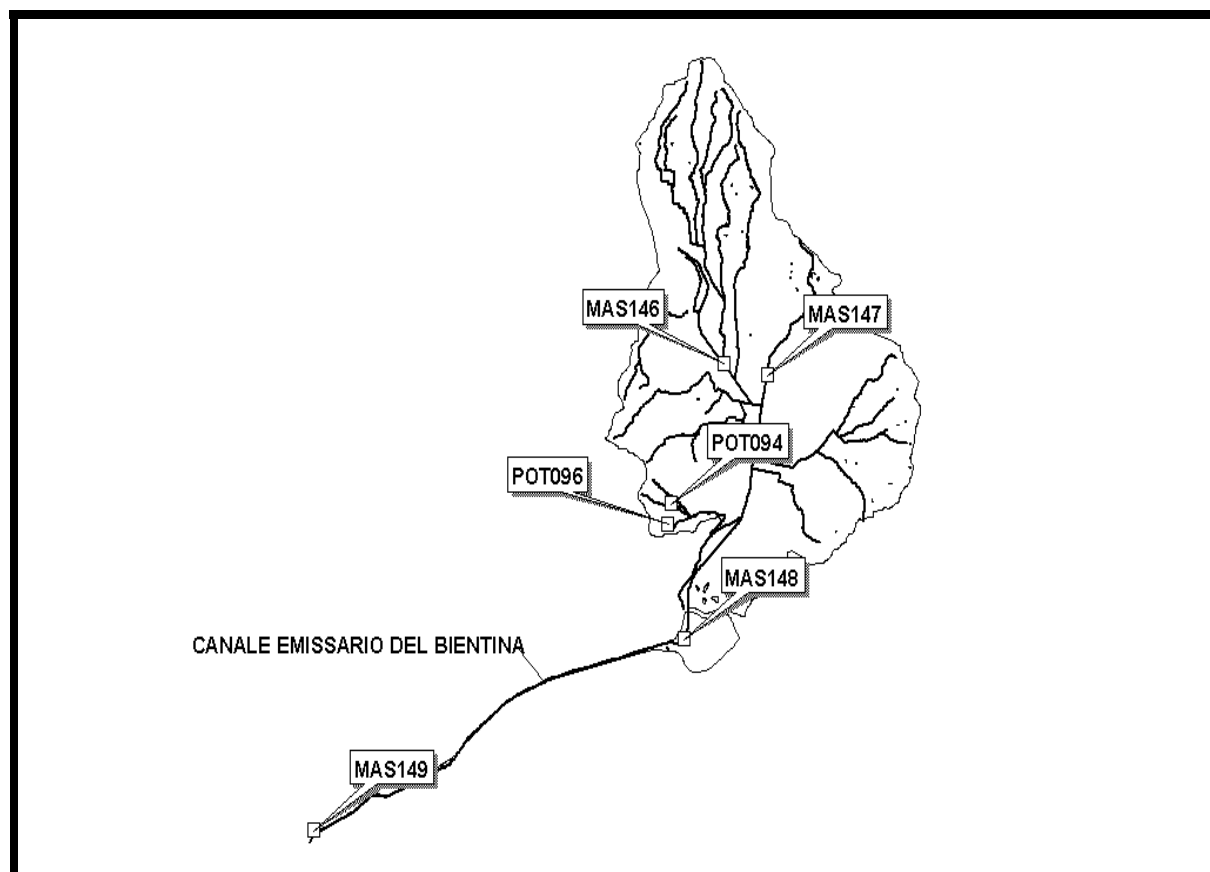 MAS146
MAS147
POT094
POT096
MAS148
CANALE EMISSARIO DEL BIENTINA
MAS149